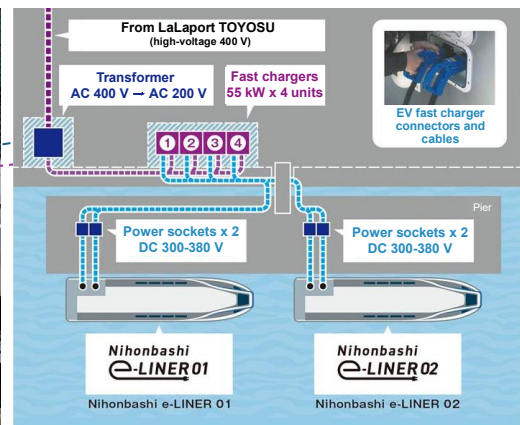 From LaLaport TOYOSU
(high-voltage 400 V)
Transformer
AC 400 V → AC 200 V
Fast chargers
55 kW x 4 units
1 2 3 4
EV fast charger
connectors and
cables
Pier
Power sockets x 2
DC 300-380 V
Power sockets x 2
DC 300-380 V
Nihonbashi
e-LINER 01
Nihonbashi
e-LINER 02
Nihonbashi e-LINER 01
Nihonbashi e-LINER 02